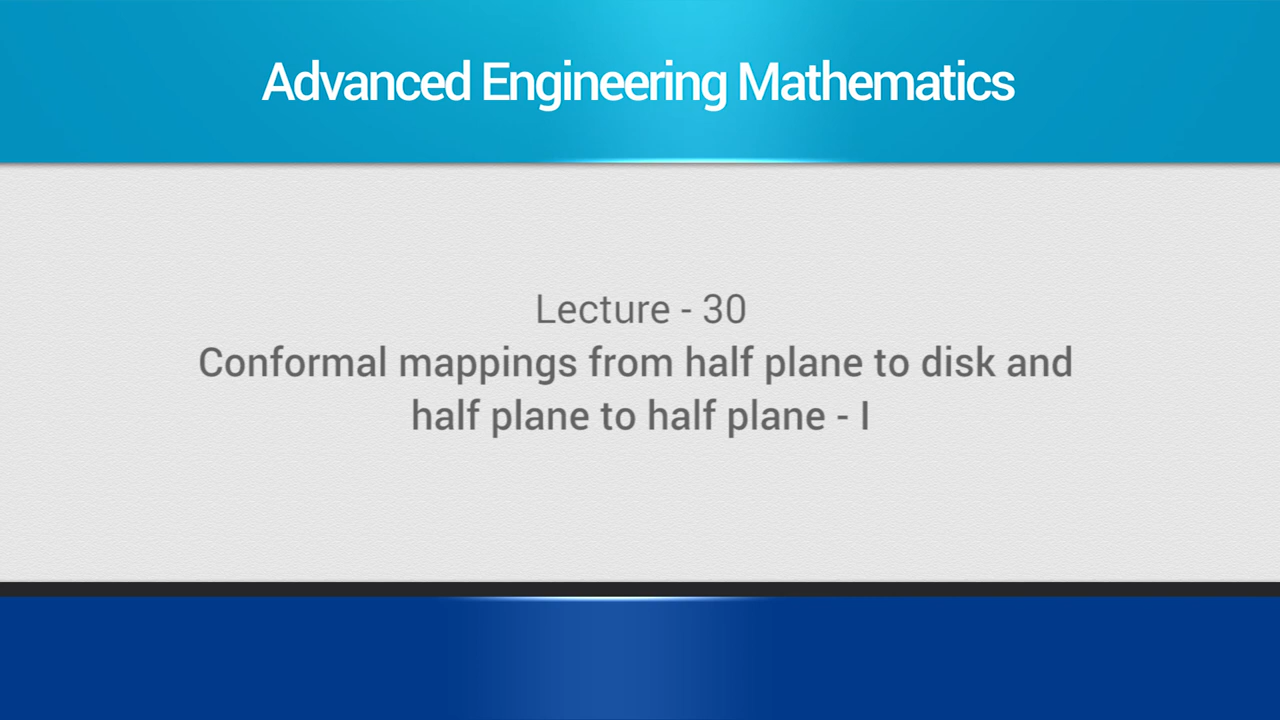 Advanced Engineering Mathematics
Lecture - 30
Conformal mappings from half plane to disk and
half plane to half plane - I